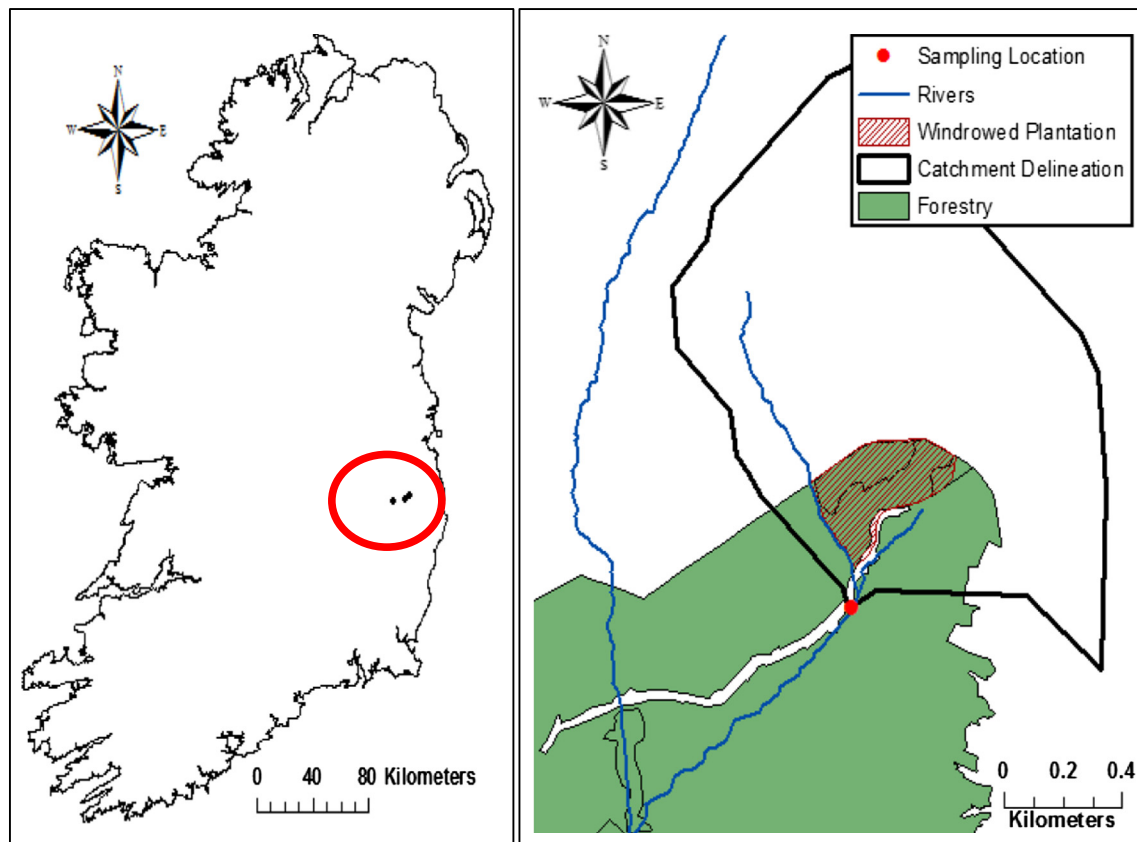 N
W E
S
0 40 80 Kilometers
N
W E
S
Sampling Location
Rivers
Windrowed Plantation
Catchment Delineation
Forestry
0 0.2 0.4
Kilometers